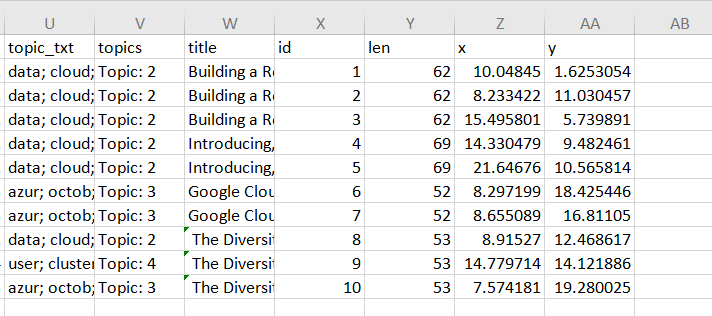 U V W X Y Z AA AB
topic_txt topics title id len x y
data; cloud; Topic: 2 Building a R 1 62 10.04845 1.6253054
data; cloud; Topic: 2 Building a R 2 62 8.233422 11.030457
data; cloud; Topic: 2 Building a R 3 62 15.495801 5.739891
data; cloud; Topic: 2 Introducing, 4 69 14.330479 9.482461
data; cloud; Topic: 2 Introducing, 5 69 21.64676 10.565814
azur; octob; Topic: 3 Google Clou 6 52 8.297199 18.425446
azur; octob; Topic: 3 Google Clou 7 52 8.655089 16.81105
data; cloud; Topic: 2 The Diversit 8 53 8.91527 12.468617
user; cluster Topic: 4 The Diversit 9 53 14.779714 14.121886
azur; octob; Topic: 3 The Diversit 10 53 7.574181 19.280025